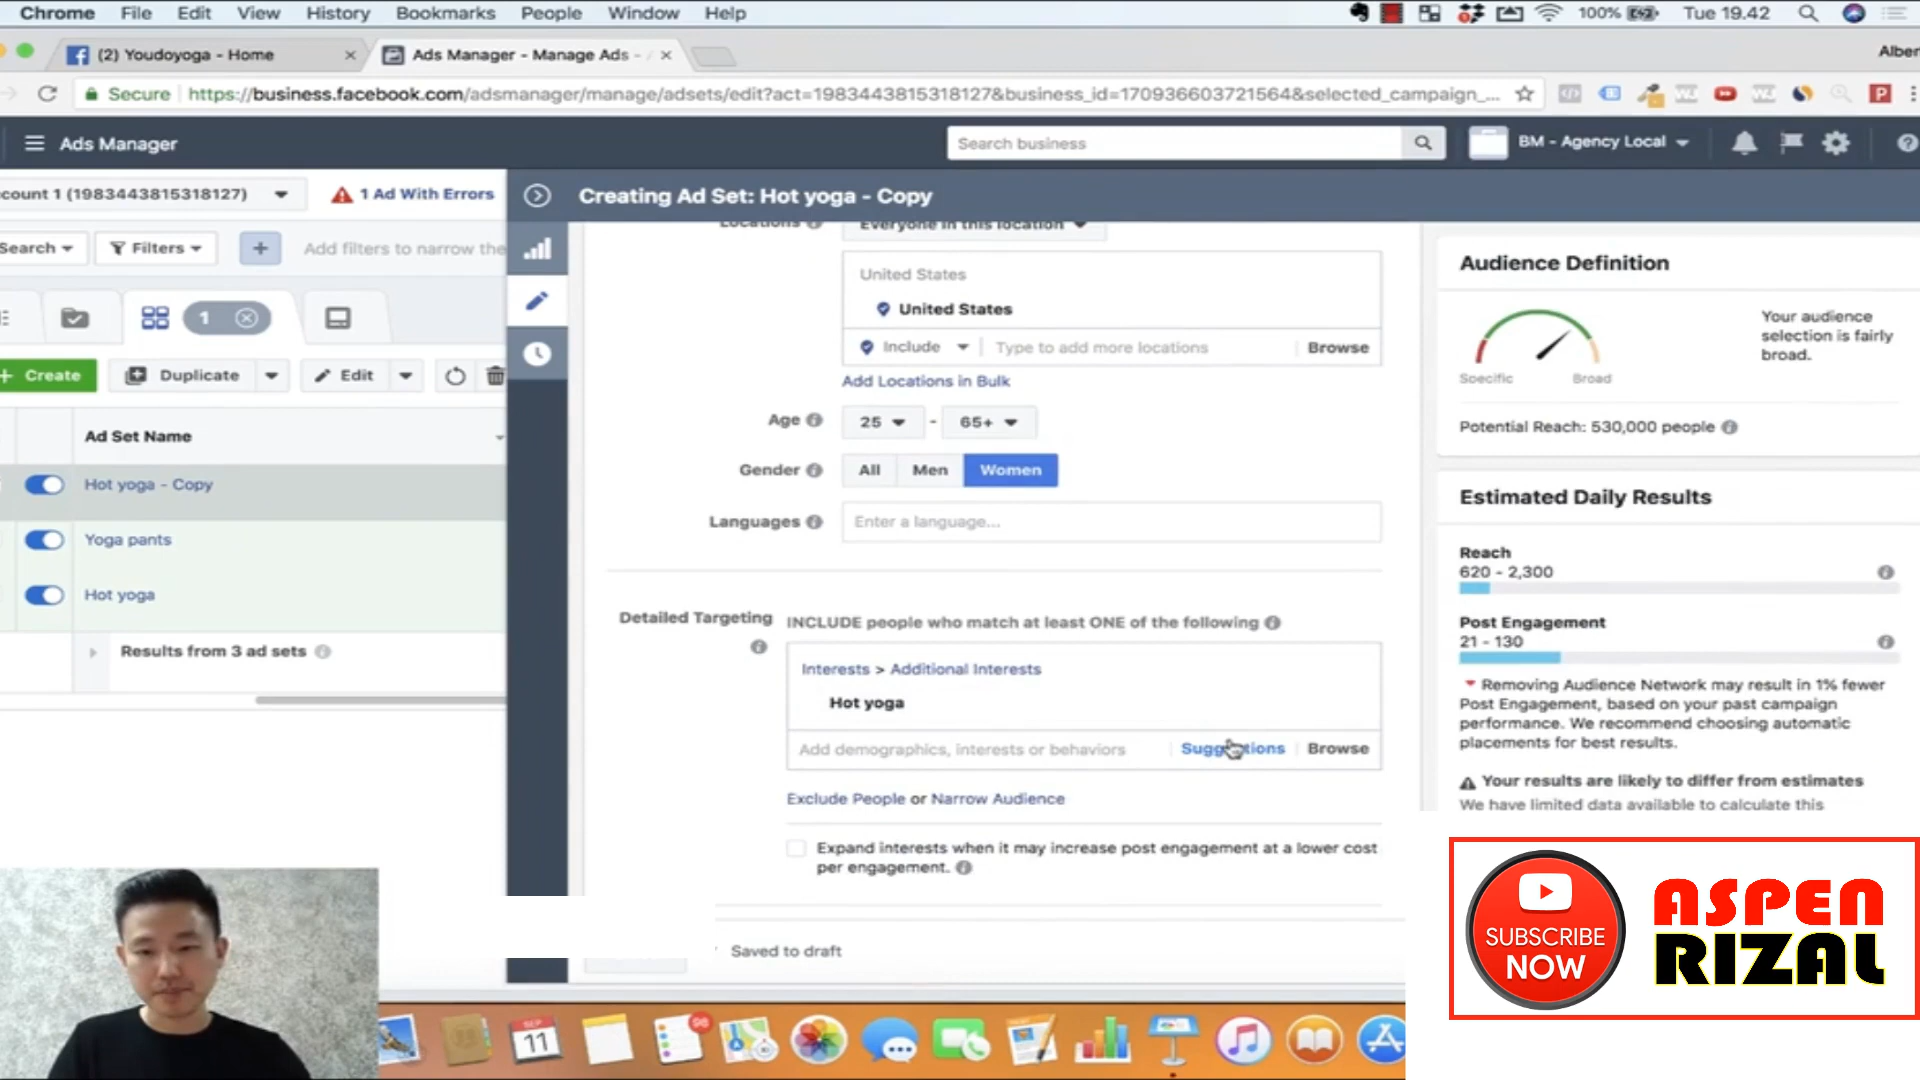 Chrome File Edit View History Bookmarks People Window Help 100% Tue 19.42
(2) Youdoyoga - Home
Ads Manager - Manage Ads -
Secure https://business.facebook.com/adsmanager/manage/adsets/edit?act=1983443815318127&business_id=170936603721564&selected_campaign_...
Ads Manager
Search business
BM - Agency Local
count 1 (1983443815318127)
1 Ad With Errors
Creating Ad Set: Hot yoga - Copy
Search
Filters
Add filters to narrow the
1
Create
Duplicate
Edit
Ad Set Name
Hot yoga - Copy
Yoga pants
Hot yoga
Results from 3 ad sets
Locations
Everyone in this location
United States
United States
Include
Type to add more locations
Browse
Add Locations in Bulk
Age
25 - 65+
Gender
All
Men
Women
Languages
Enter a language...
Detailed Targeting
INCLUDE people who match at least ONE of the following
Interests > Additional Interests
Hot yoga
Add demographics, interests or behaviors
Suggestions
Browse
Exclude People or Narrow Audience
Expand interests when it may increase post engagement at a lower cost
per engagement.
Saved to draft
Audience Definition
Your audience
selection is fairly
broad.
Specific
Broad
Potential Reach: 530,000 people
Estimated Daily Results
Reach
620 - 2,300
Post Engagement
21 - 130
Removing Audience Network may result in 1% fewer
Post Engagement, based on your past campaign
performance. We recommend choosing automatic
placements for best results.
Your results are likely to differ from estimates
We have limited data available to calculate this
SUBSCRIBE
NOW
ASPEN
RIZAL
SEP
11